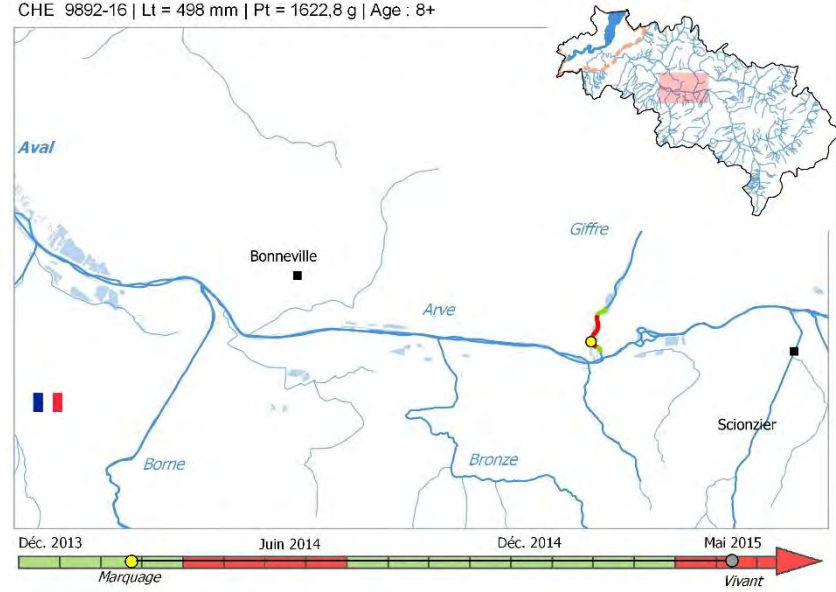 CHE 9892-16 | Lt = 498 mm | Pt = 1622,8 g | Age : 8+
Aval
Giffre
Bonneville
Arve
Scionzier
Borne
Bronze
Déc. 2013
Juin 2014
Déc. 2014
Mai 2015
Marquage
Vivant